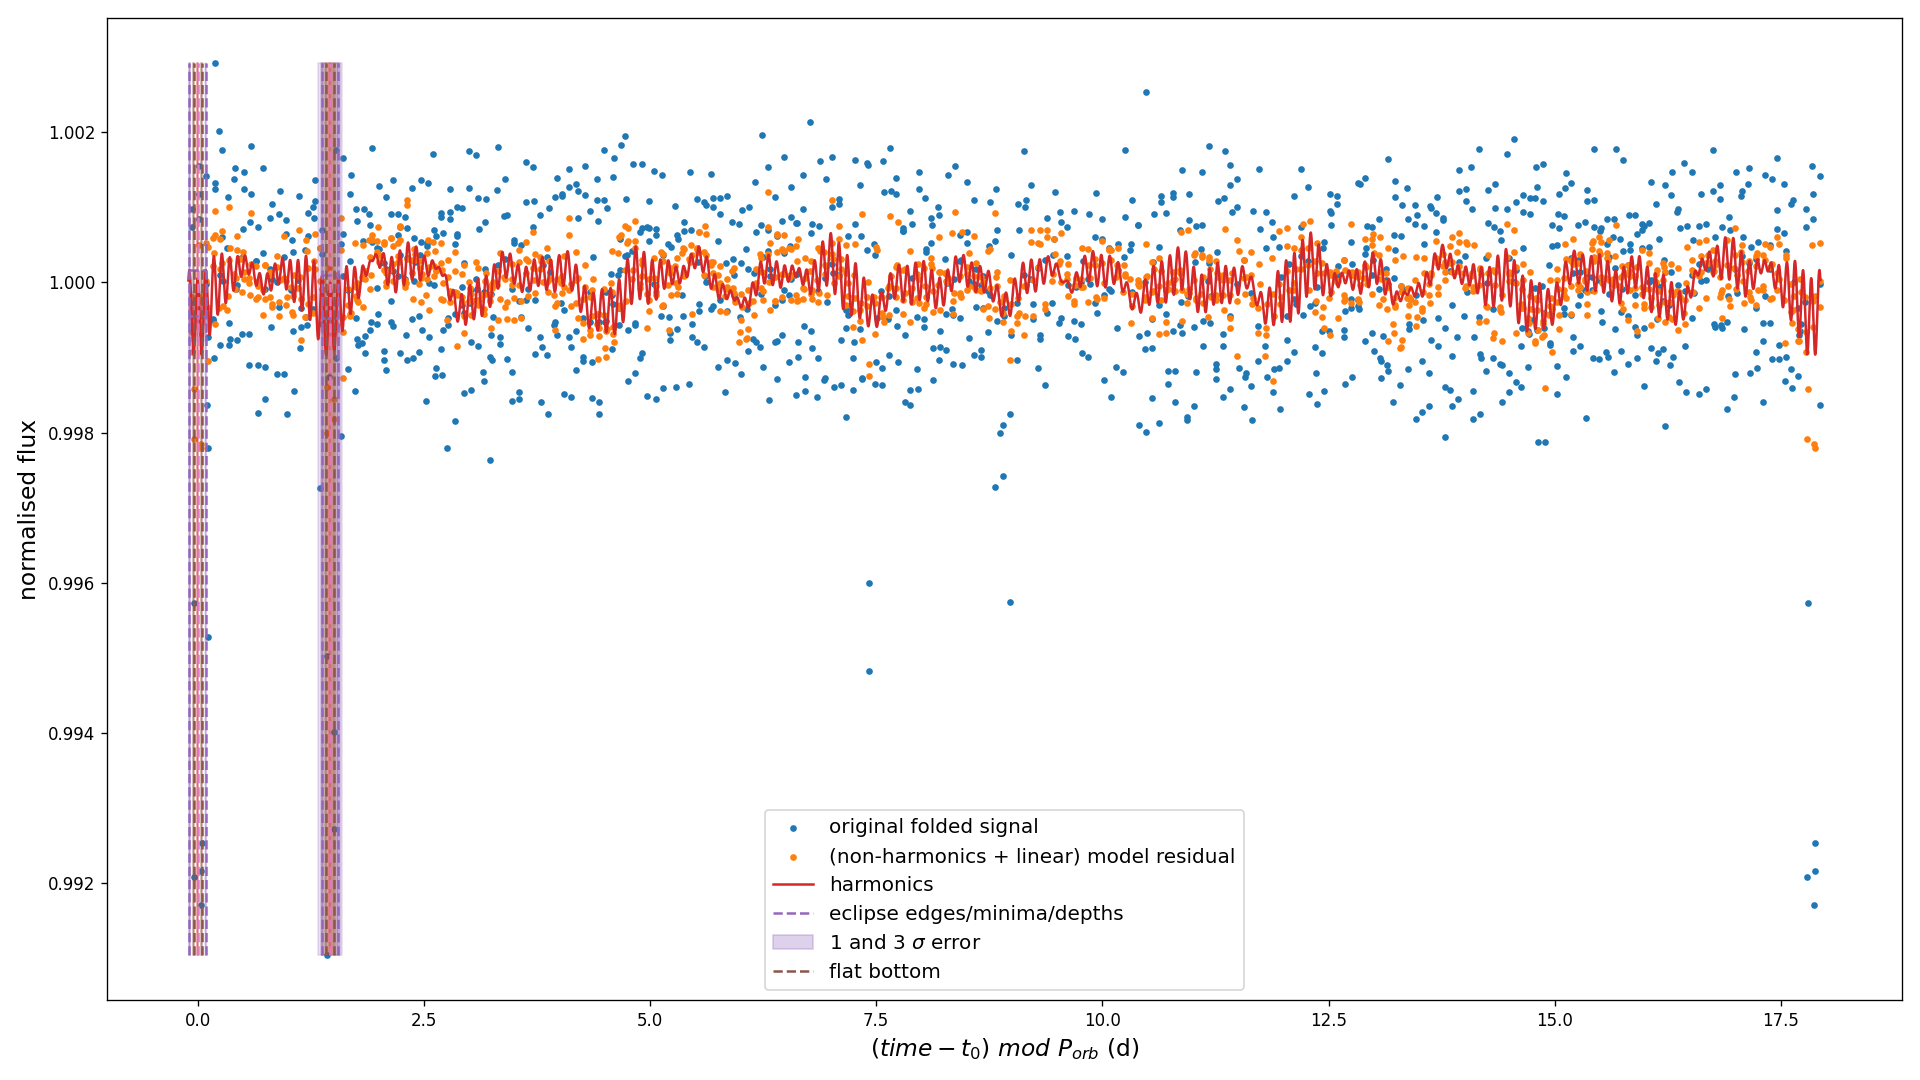 normalised flux
1.002
1.000
0.998
0.996
0.994
0.992
original folded signal
(non-harmonics + linear) model residual
harmonics
eclipse edges/minima/depths
1 and 3 σ error
flat bottom
0.0 2.5 5.0 7.5 10.0 12.5 15.0 17.5
(time − t₀) mod P_orb (d)